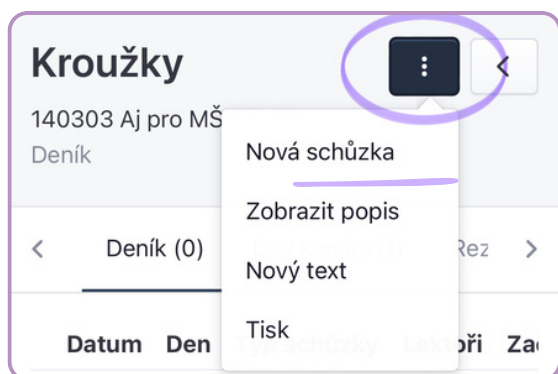 Kroužky
140303 Aj pro MŠ
Deník
Nová schůzka
Zobrazit popis
Nový text
Tisk
Deník (0)
Rez
Datum Den Typ schůzky Lektoři Zač